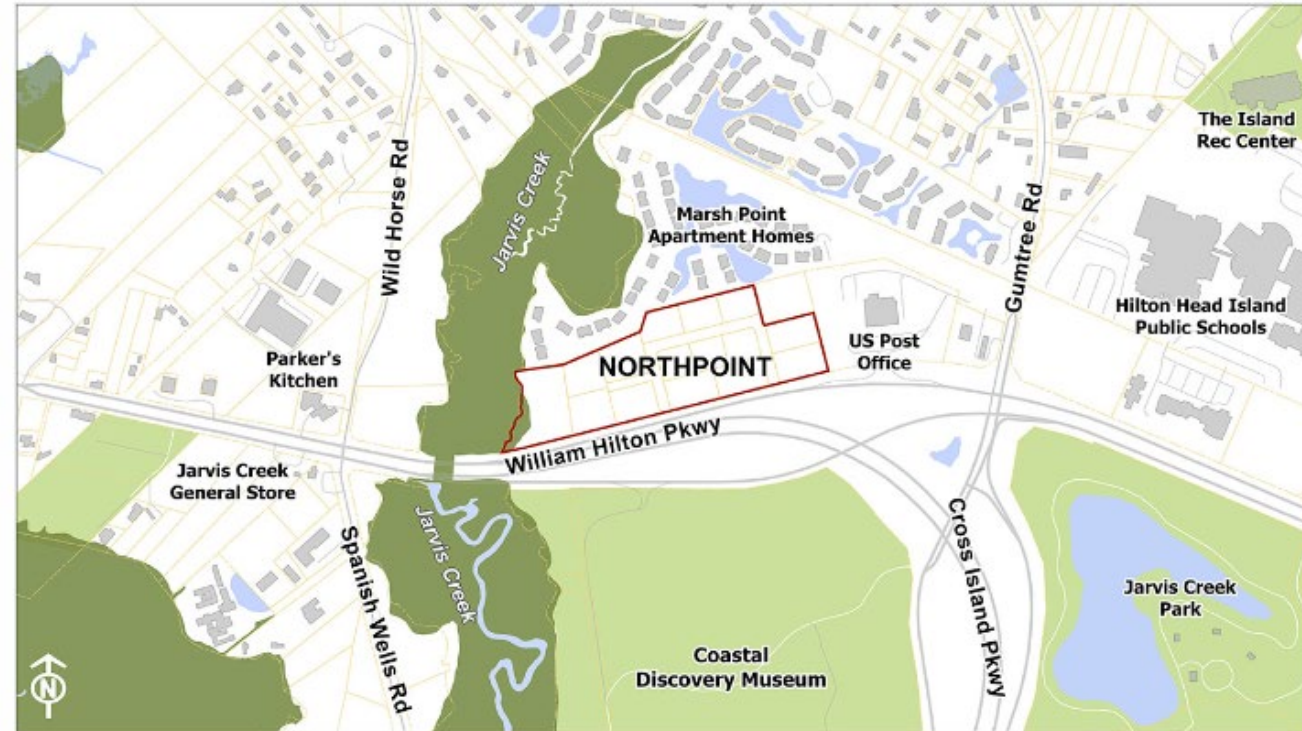 The Island
Rec Center
Wild Horse Rd
Jarvis Creek
Marsh Point
Apartment Homes
Gumtree Rd
Hilton Head Island
Public Schools
Parker's
Kitchen
NORTHPOINT
US Post
Office
William Hilton Pkwy
Jarvis Creek
General Store
Jarvis Creek
Spanish Wells Rd
Cross Island Pkwy
Jarvis Creek
Park
Coastal
Discovery Museum
N